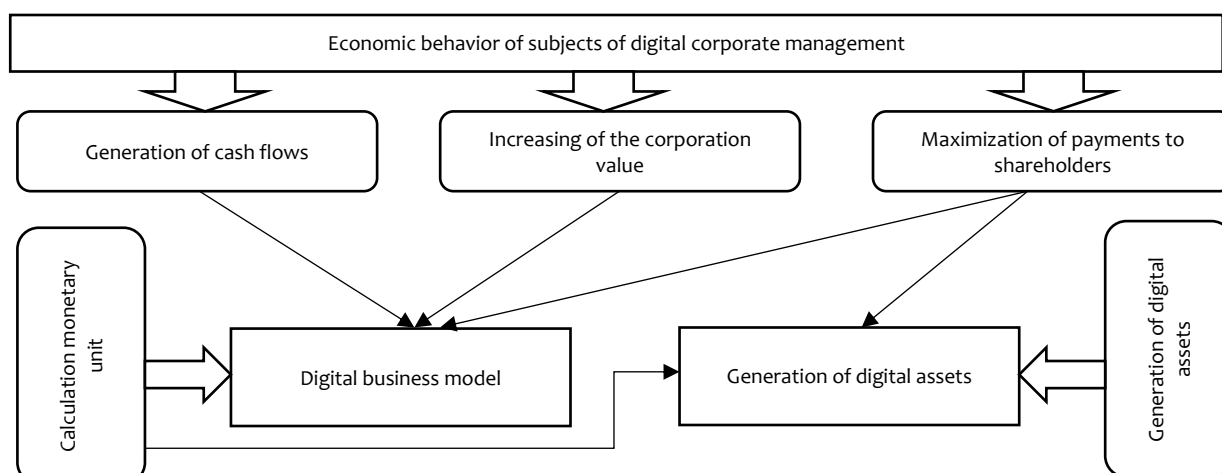 Economic behavior of subjects of digital corporate management
Generation of cash flows
Increasing of the corporation
value
Maximization of payments to
shareholders
Calculation monetary
unit
Digital business model
Generation of digital assets
Generation of digital
assets